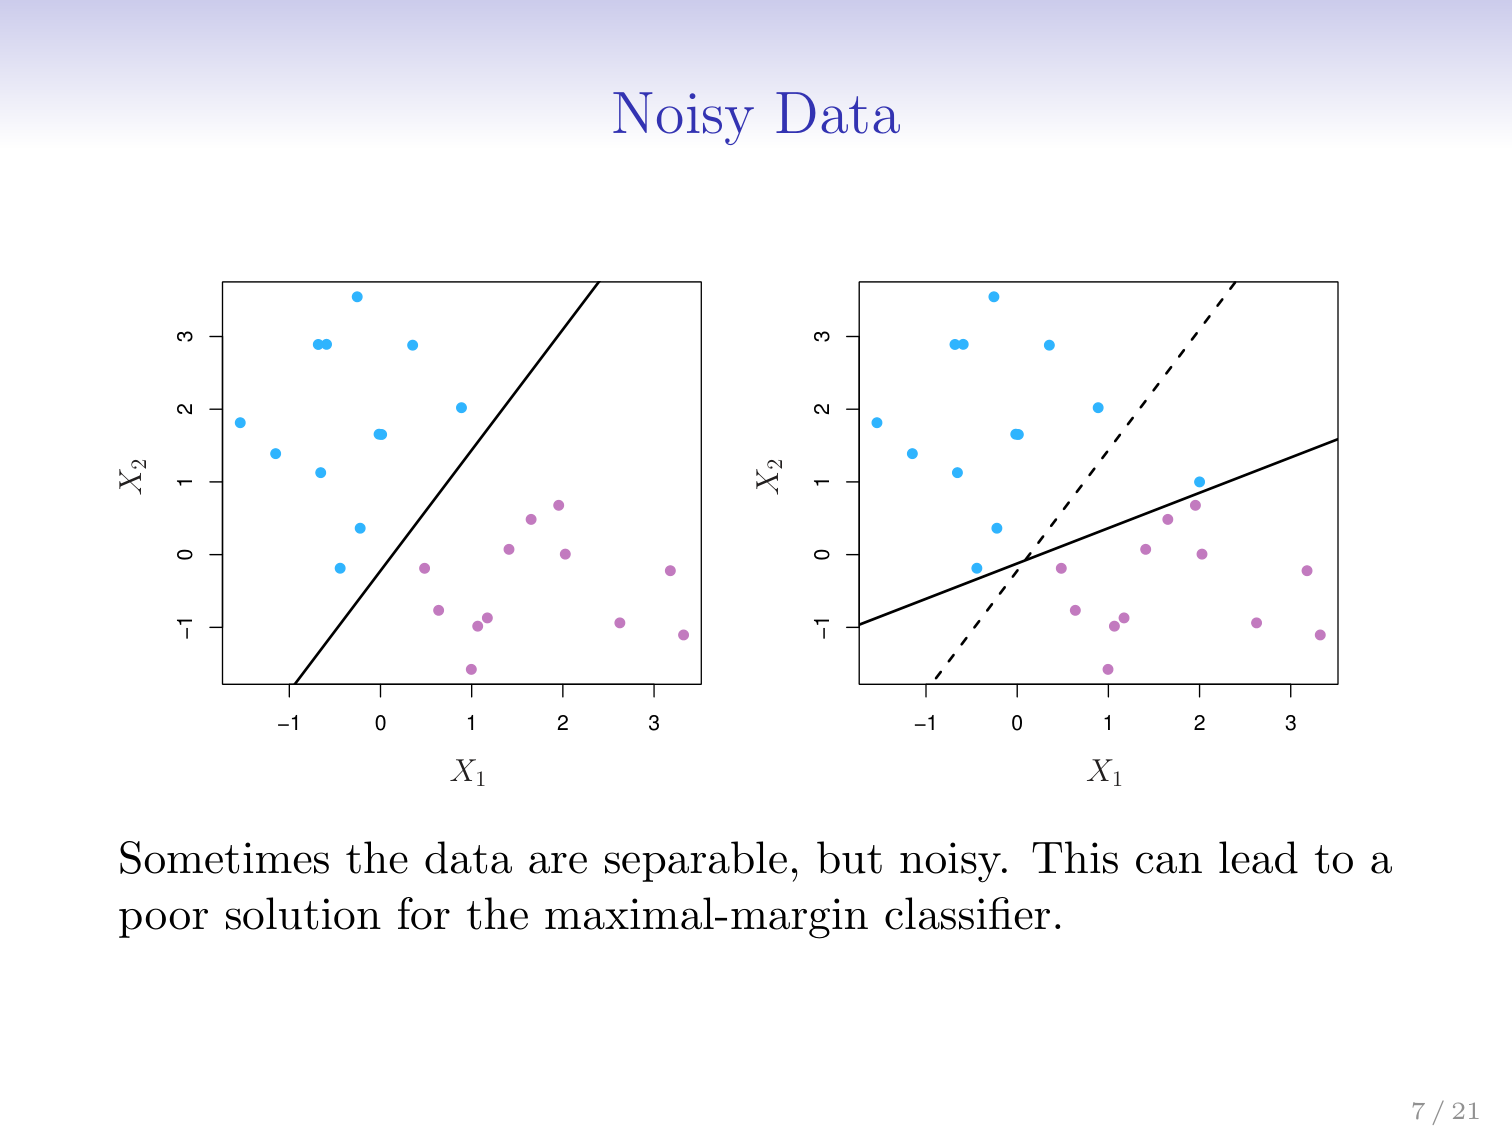 Noisy Data
3
2
1
0
−1
X2
−1 0 1 2 3
X1
3
2
1
0
−1
X2
−1 0 1 2 3
X1
Sometimes the data are separable, but noisy. This can lead to a
poor solution for the maximal-margin classifier.
7 / 21